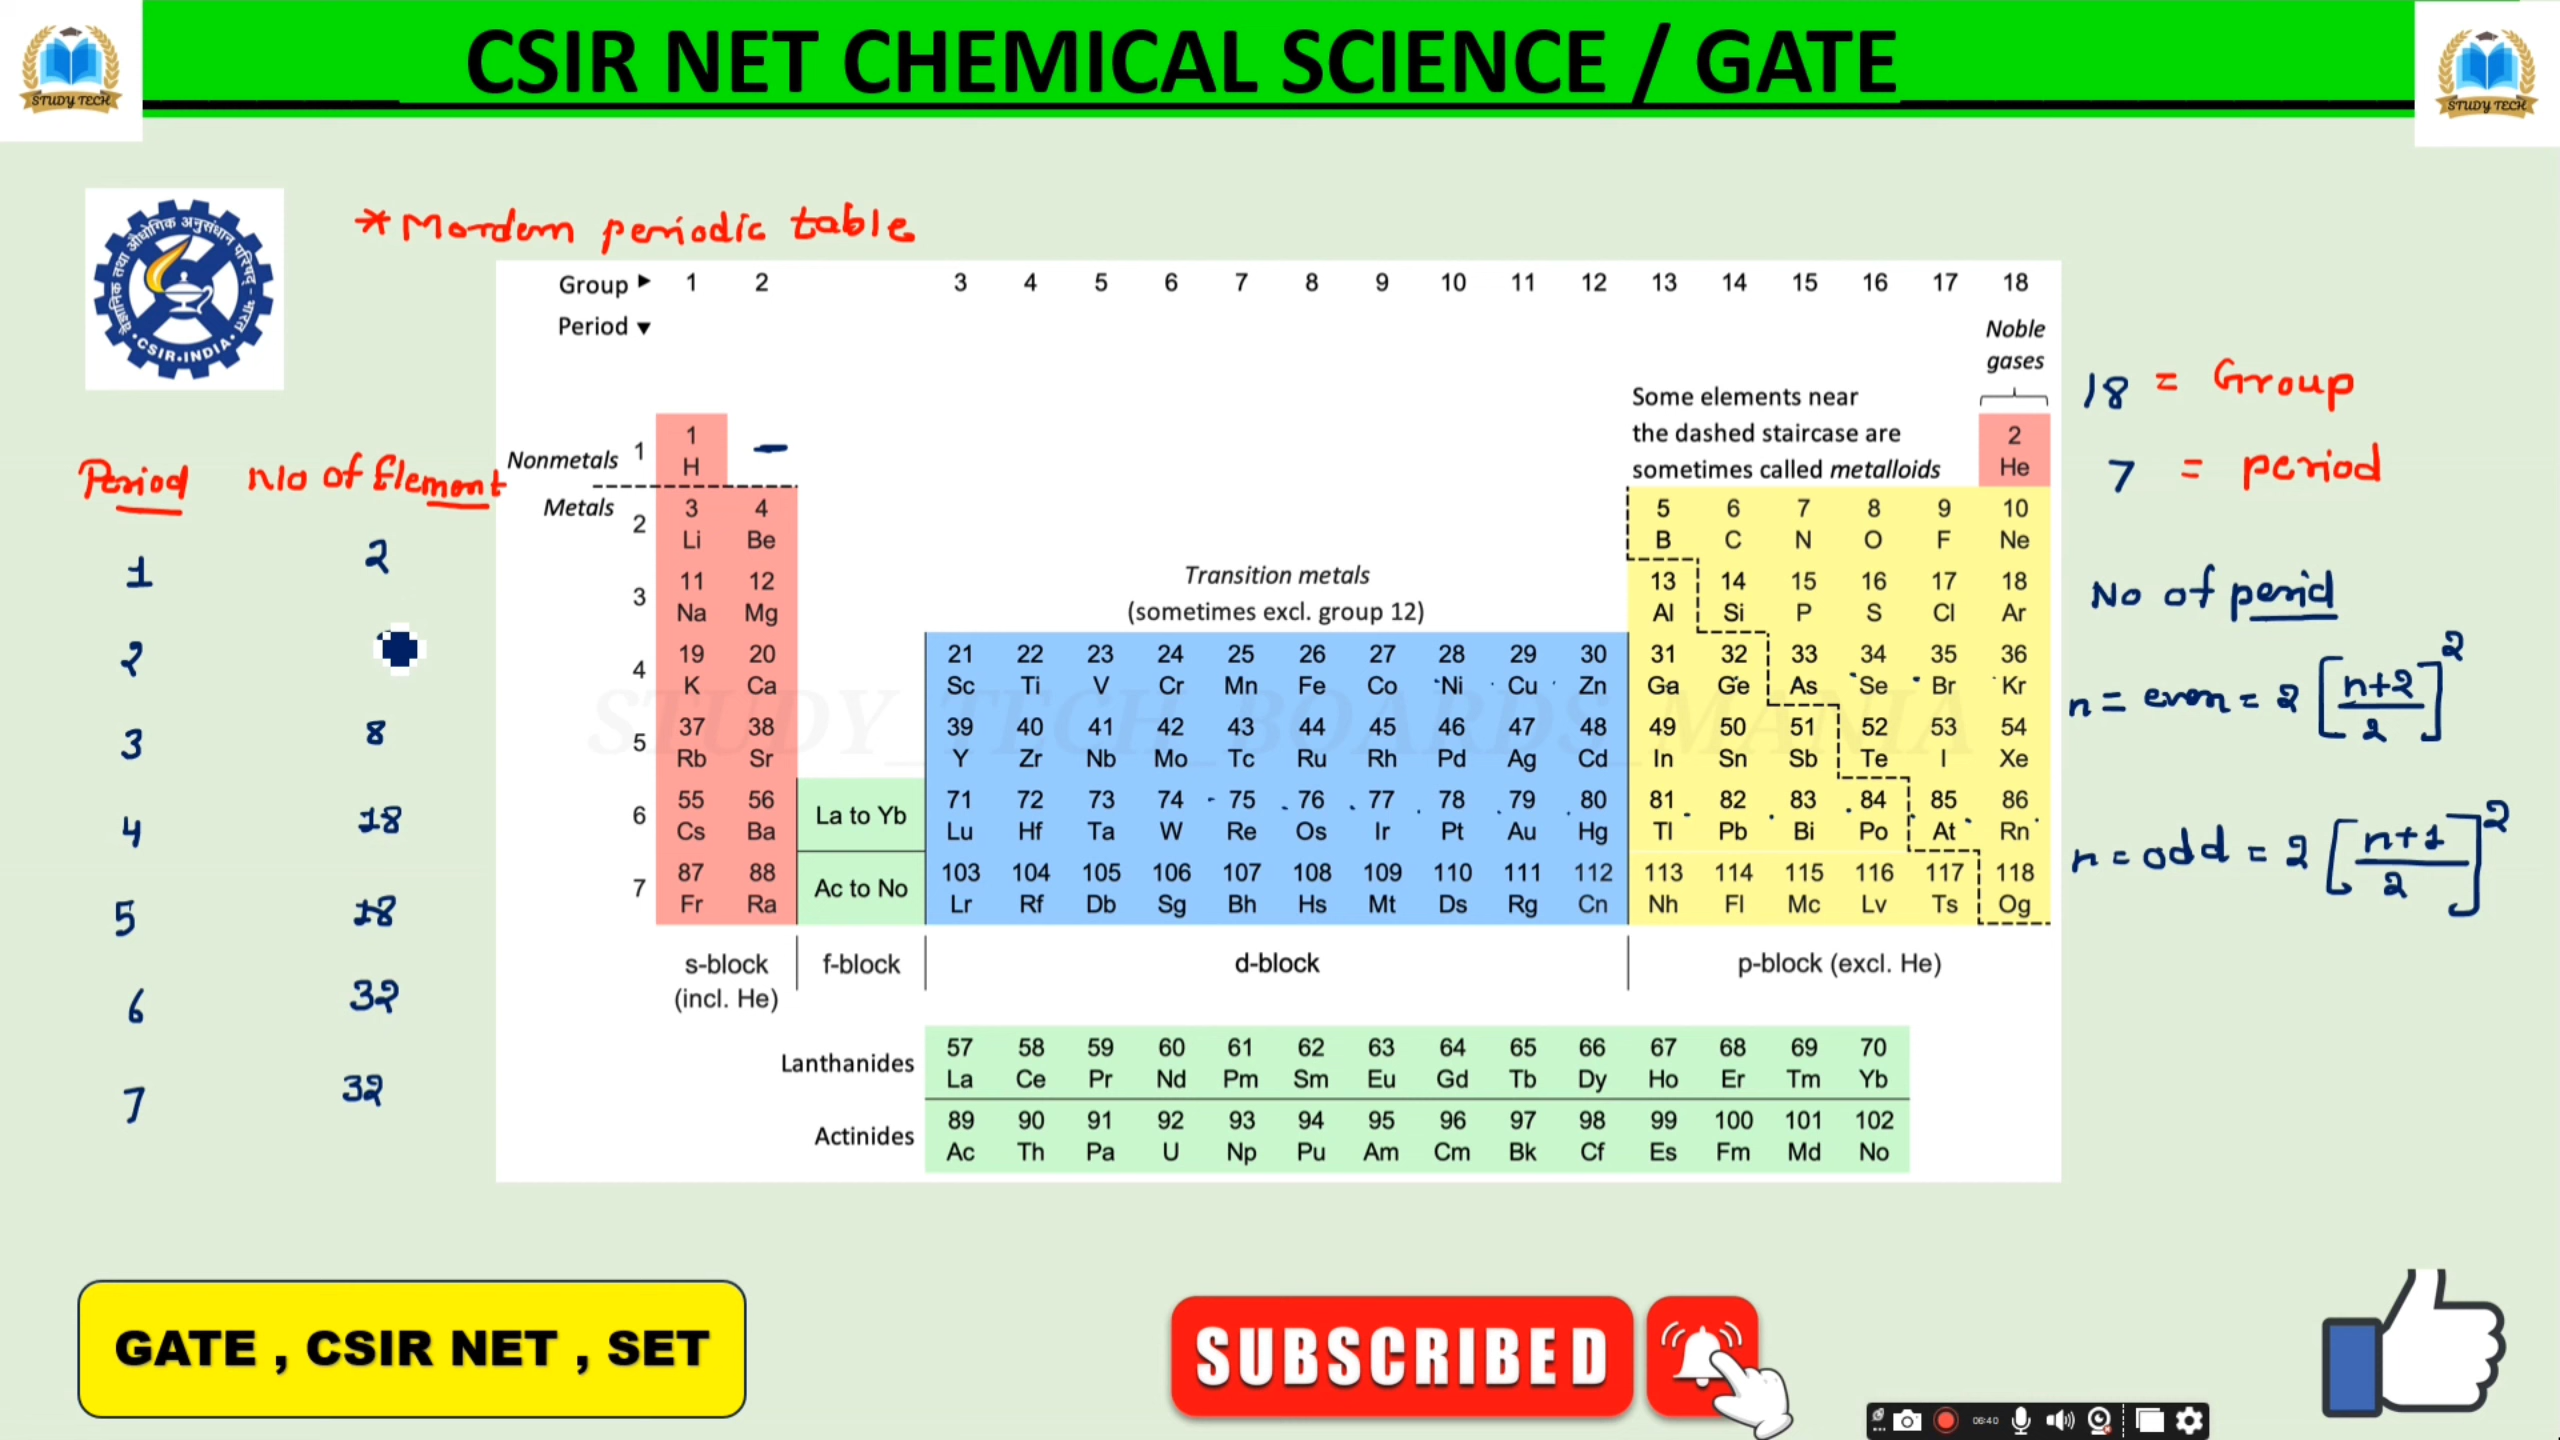 CSIR NET CHEMICAL SCIENCE / GATE
STUDY TECH
STUDY TECH
वैज्ञानिक तथा औद्योगिक अनुसंधान परिषद - भारत
CSIR-INDIA
* Mordern periodic table
Group ► 1 2 3 4 5 6 7 8 9 10 11 12 13 14 15 16 17 18
Period ▼
Noble
gases
Some elements near
the dashed staircase are
sometimes called metalloids
Nonmetals
Metals
1 1 2
H He
2 3 4 5 6 7 8 9 10
Li Be B C N O F Ne
Transition metals
(sometimes excl. group 12)
3 11 12 13 14 15 16 17 18
Na Mg Al Si P S Cl Ar
4 19 20 21 22 23 24 25 26 27 28 29 30 31 32 33 34 35 36
K Ca Sc Ti V Cr Mn Fe Co Ni Cu Zn Ga Ge As Se Br Kr
STUDY_TECH_BOARDS_MANIA
5 37 38 39 40 41 42 43 44 45 46 47 48 49 50 51 52 53 54
Rb Sr Y Zr Nb Mo Tc Ru Rh Pd Ag Cd In Sn Sb Te I Xe
6 55 56 La to Yb 71 72 73 74 75 76 77 78 79 80 81 82 83 84 85 86
Cs Ba Lu Hf Ta W Re Os Ir Pt Au Hg Tl Pb Bi Po At Rn
7 87 88 Ac to No 103 104 105 106 107 108 109 110 111 112 113 114 115 116 117 118
Fr Ra Lr Rf Db Sg Bh Hs Mt Ds Rg Cn Nh Fl Mc Lv Ts Og
s-block
(incl. He)
f-block
d-block
p-block (excl. He)
Lanthanides 57 58 59 60 61 62 63 64 65 66 67 68 69 70
La Ce Pr Nd Pm Sm Eu Gd Tb Dy Ho Er Tm Yb
Actinides 89 90 91 92 93 94 95 96 97 98 99 100 101 102
Ac Th Pa U Np Pu Am Cm Bk Cf Es Fm Md No
Period No of Element
1 2
2
3 8
4 18
5 18
6 32
7 32
18 = Group
7 = period
No of perid
n = even = 2 [n+2/2]²
n = odd = 2 [n+1/2]²
GATE , CSIR NET , SET
SUBSCRIBED
06:40